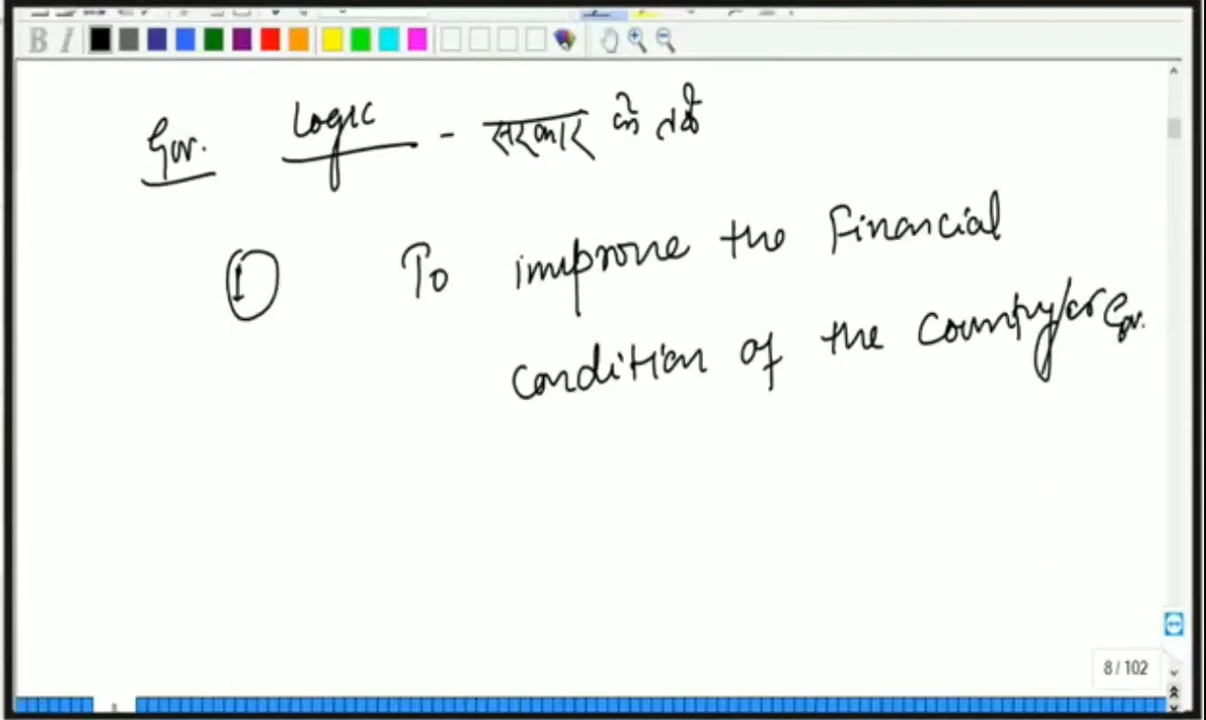 Gov. Logic - सरकार के तर्क
① To improve the Financial
condition of the country/or Gov.
8 / 102
B I